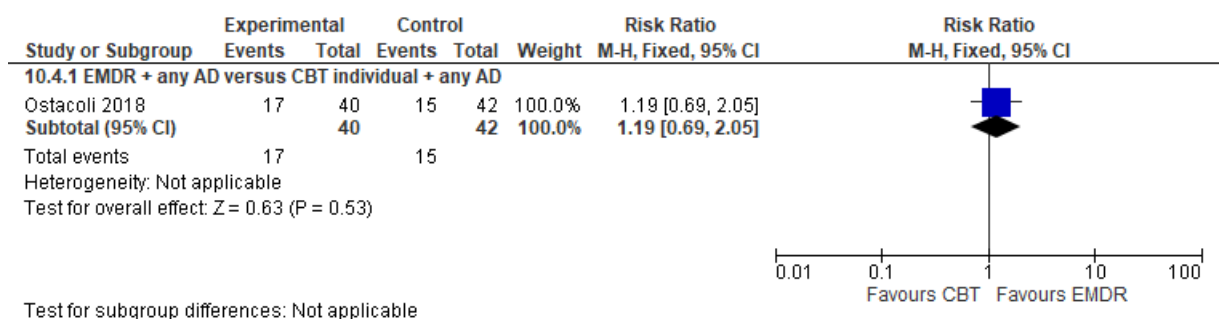 Experimental Control Risk Ratio Risk Ratio
Study or Subgroup Events Total Events Total Weight M-H, Fixed, 95% CI M-H, Fixed, 95% CI
10.4.1 EMDR + any AD versus CBT individual + any AD
Ostacoli 2018 17 40 15 42 100.0% 1.19 [0.69, 2.05]
Subtotal (95% CI) 40 42 100.0% 1.19 [0.69, 2.05]
Total events 17 15
Heterogeneity: Not applicable
Test for overall effect: Z = 0.63 (P = 0.53)
0.01 0.1 1 10 100
Favours CBT Favours EMDR
Test for subgroup differences: Not applicable